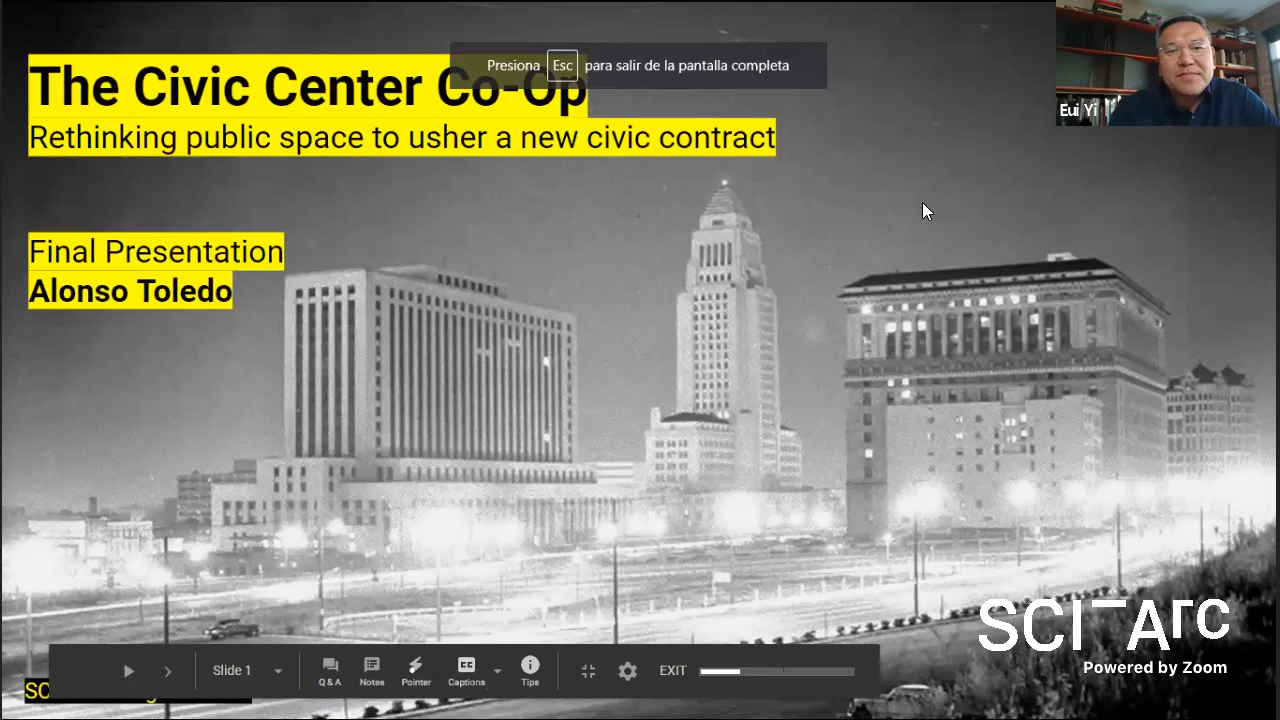 The Civic Center Co-Op
Presiona Esc para salir de la pantalla completa
Rethinking public space to usher a new civic contract
Eui Yi
Final Presentation
Alonso Toledo
SCI-Arc
Powered by Zoom
Slide 1
Q & A
Notes
Pointer
Captions
Tips
EXIT